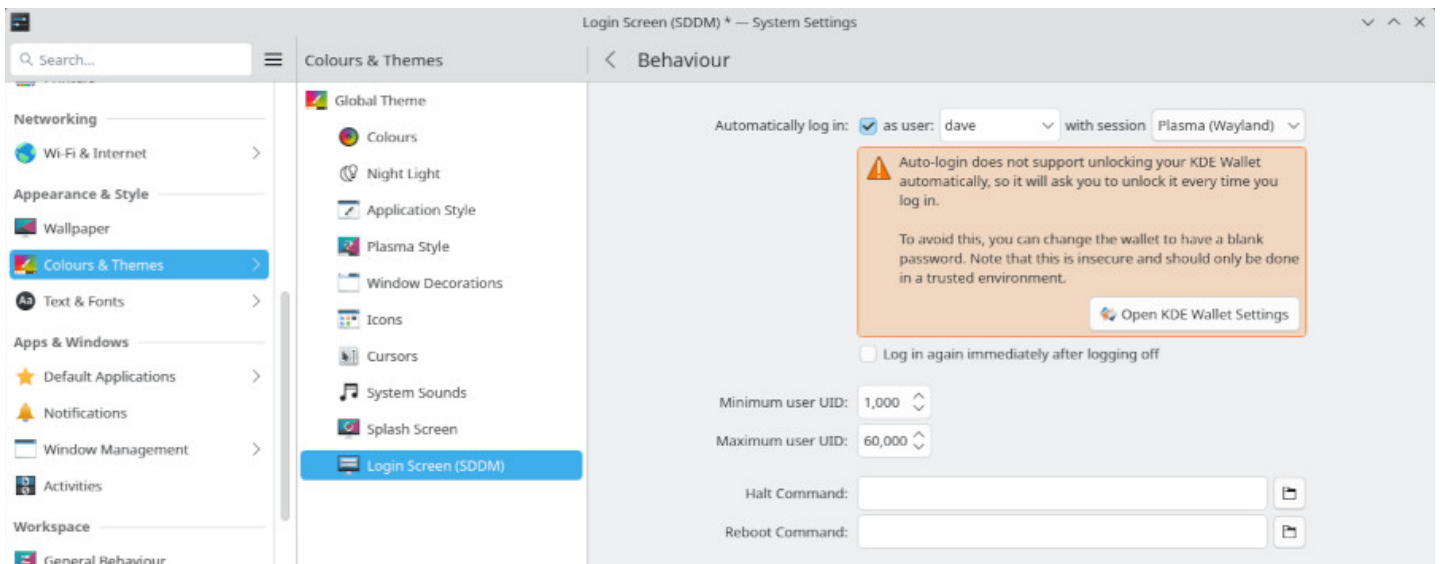 Login Screen (SDDM) * — System Settings
Search...
Colours & Themes
Behaviour
Printers
Networking
Wi-Fi & Internet
Appearance & Style
Wallpaper
Colours & Themes
Aa Text & Fonts
Apps & Windows
Default Applications
Notifications
Window Management
Activities
Workspace
General Behaviour
Global Theme
Colours
Night Light
Application Style
Plasma Style
Window Decorations
Icons
Cursors
System Sounds
Splash Screen
Login Screen (SDDM)
Automatically log in: as user: dave with session Plasma (Wayland)
Auto-login does not support unlocking your KDE Wallet
automatically, so it will ask you to unlock it every time you
log in.
To avoid this, you can change the wallet to have a blank
password. Note that this is insecure and should only be done
in a trusted environment.
Open KDE Wallet Settings
Log in again immediately after logging off
Minimum user UID: 1,000
Maximum user UID: 60,000
Halt Command:
Reboot Command: